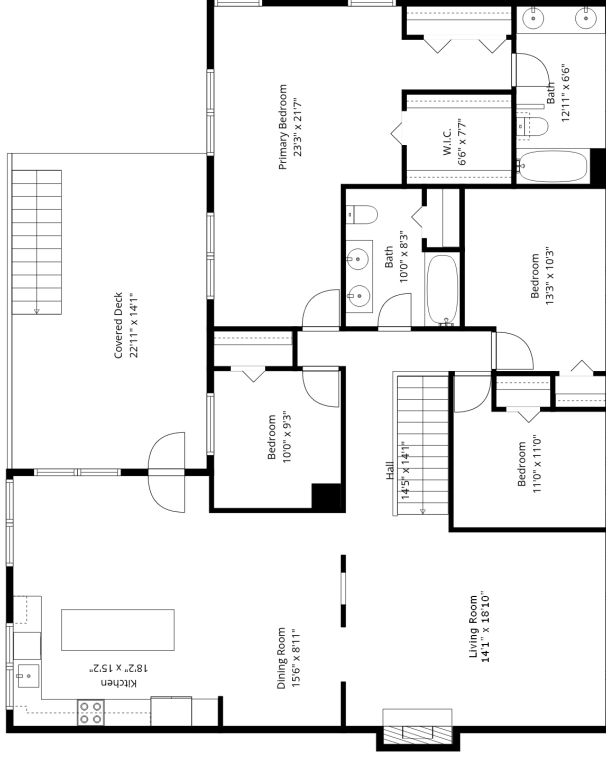 Primary Bedroom
23'3" x 21'7"
W.I.C.
6'6" x 7'7"
Bath
12'11" x 6'6"
Bath
10'0" x 8'3"
Bedroom
13'3" x 10'3"
Covered Deck
22'11" x 14'1"
Bedroom
10'0" x 9'3"
Hall
14'5" x 14'1"
Bedroom
11'0" x 11'0"
Kitchen
18'2" x 15'2"
Dining Room
15'6" x 8'11"
Living Room
14'1" x 18'10"